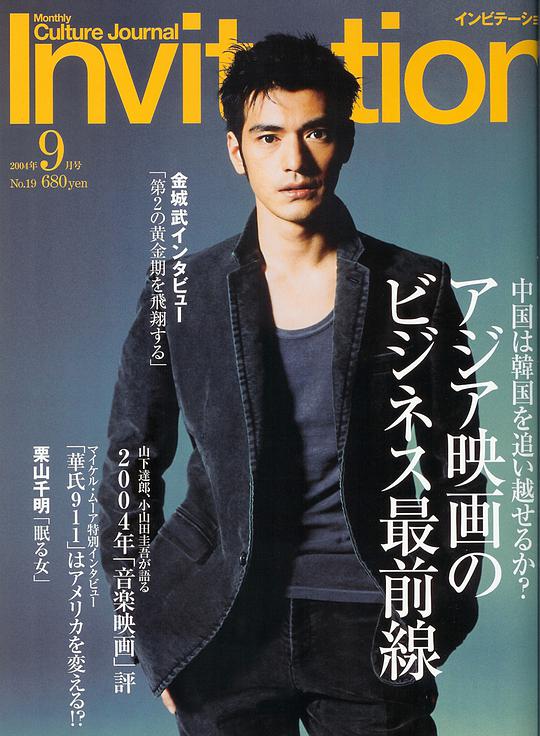 Monthly
Culture Journal
Invitation
インビテーショ
2004年 9月号
No.19 680yen
金城 武インタビュー
「第2の黄金期を飛翔する」
中国は韓国を追い越せるか?
アジア映画の
ビジネス最前線
山下達郎、小山田圭吾が語る
2004年「音楽映画」評
マイケル・ムーア特別インタビュー
「華氏911」はアメリカを変える!?
栗山千明「眠る女」